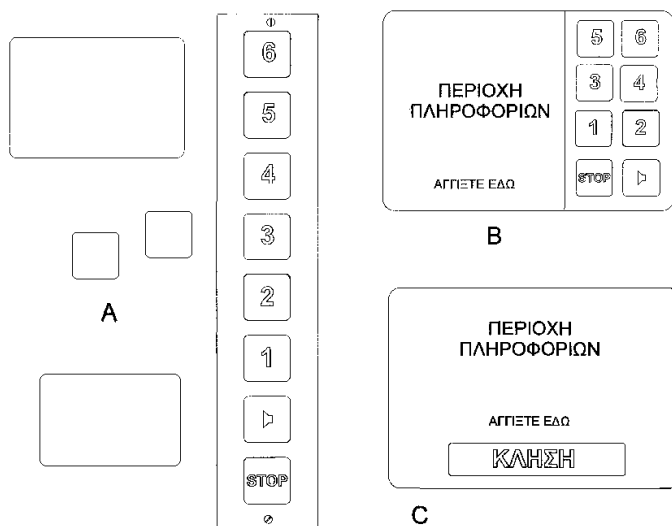 A
6
5
4
3
2
1
STOP
ΠΕΡΙΟΧΗ
ΠΛΗΡΟΦΟΡΙΩΝ
ΑΓΓΙΞΤΕ ΕΔΩ
5 6
3 4
1 2
STOP
B
ΠΕΡΙΟΧΗ
ΠΛΗΡΟΦΟΡΙΩΝ
ΑΓΓΙΞΤΕ ΕΔΩ
ΚΛΗΣΗ
C